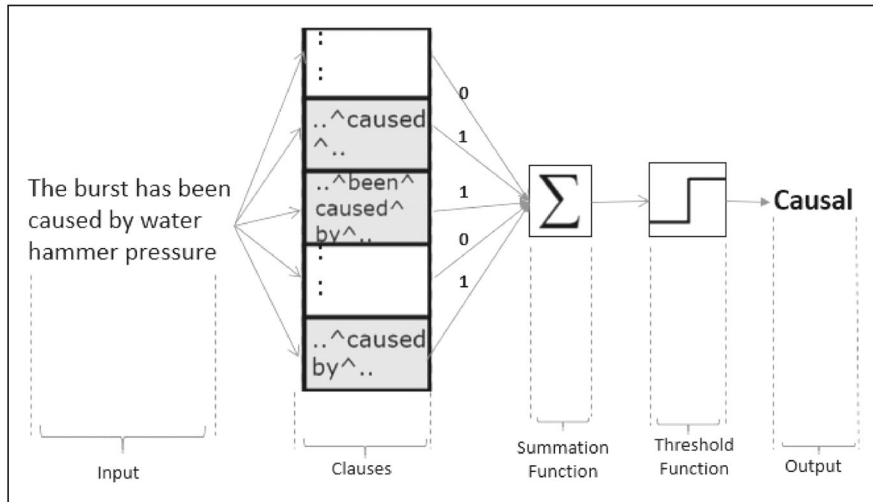 The burst has been
caused by water
hammer pressure
:
:
..^caused
^..
..^been^
caused^
by^..
:
:
..^caused
by^..
0
1
1
0
1
∑
Causal
Input
Clauses
Summation
Function
Threshold
Function
Output